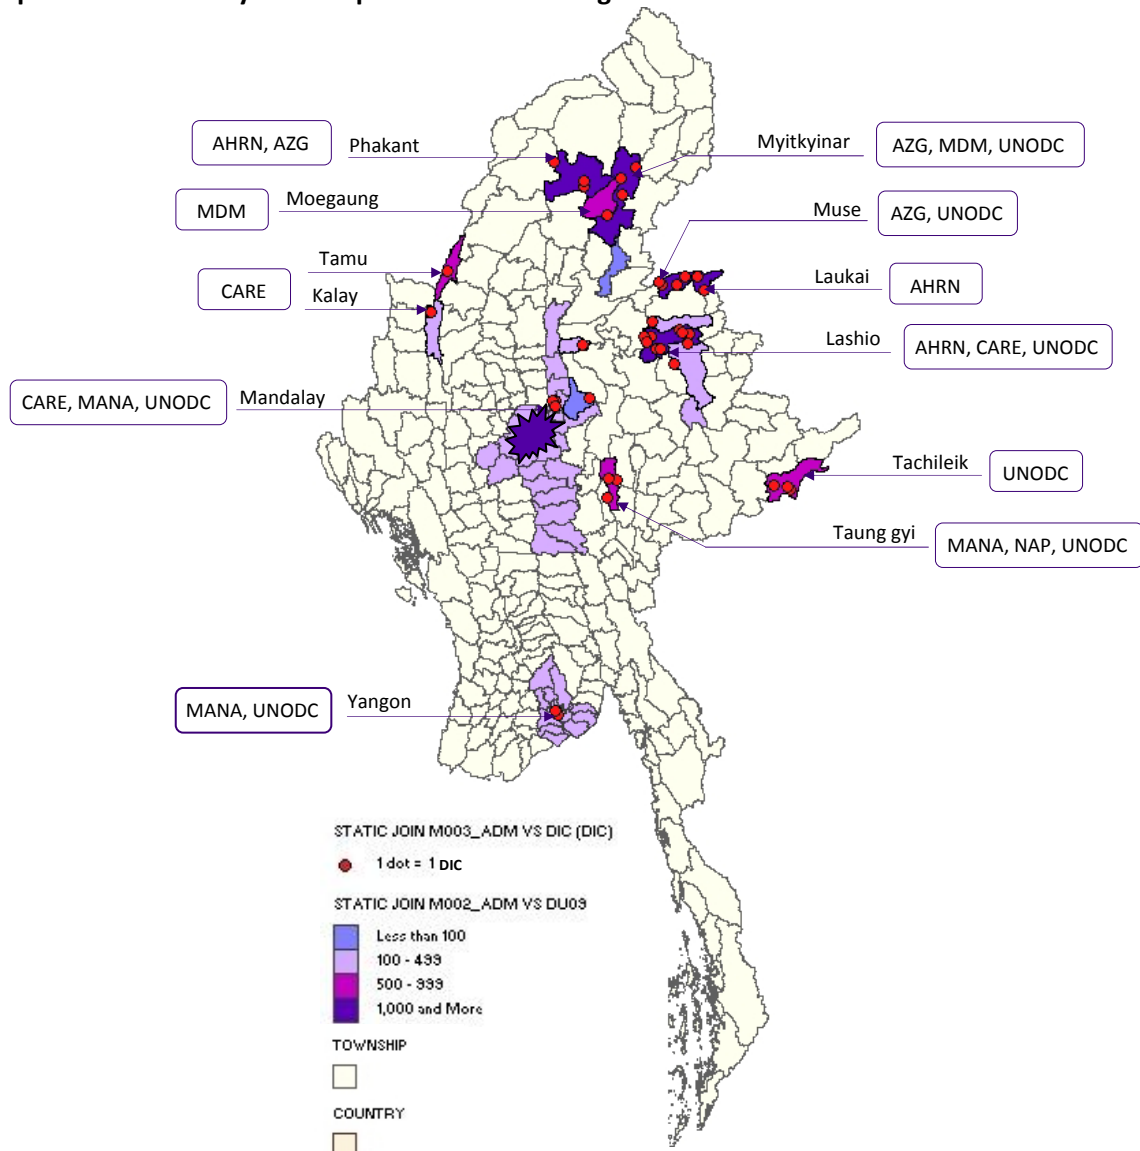 AHRN, AZG
Phakant
Myitkyinar
AZG, MDM, UNODC
MDM
Moegaung
Muse
AZG, UNODC
Tamu
CARE
Kalay
Laukai
AHRN
Lashio
AHRN, CARE, UNODC
CARE, MANA, UNODC
Mandalay
Tachileik
UNODC
Taung gyi
MANA, NAP, UNODC
MANA, UNODC
Yangon
STATIC JOIN M003_ADM VS DIC (DIC)
1 dot = 1 DIC
STATIC JOIN M002_ADM VS DU09
Less than 100
100 - 499
500 - 999
1,000 and More
TOWNSHIP
COUNTRY